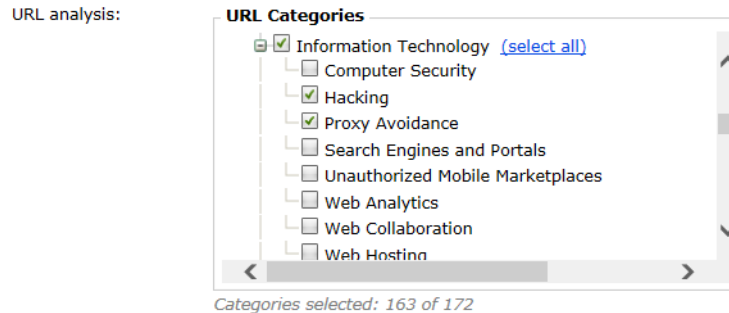 URL analysis:
URL Categories
Information Technology (select all)
Computer Security
Hacking
Proxy Avoidance
Search Engines and Portals
Unauthorized Mobile Marketplaces
Web Analytics
Web Collaboration
Web Hosting
Categories selected: 163 of 172